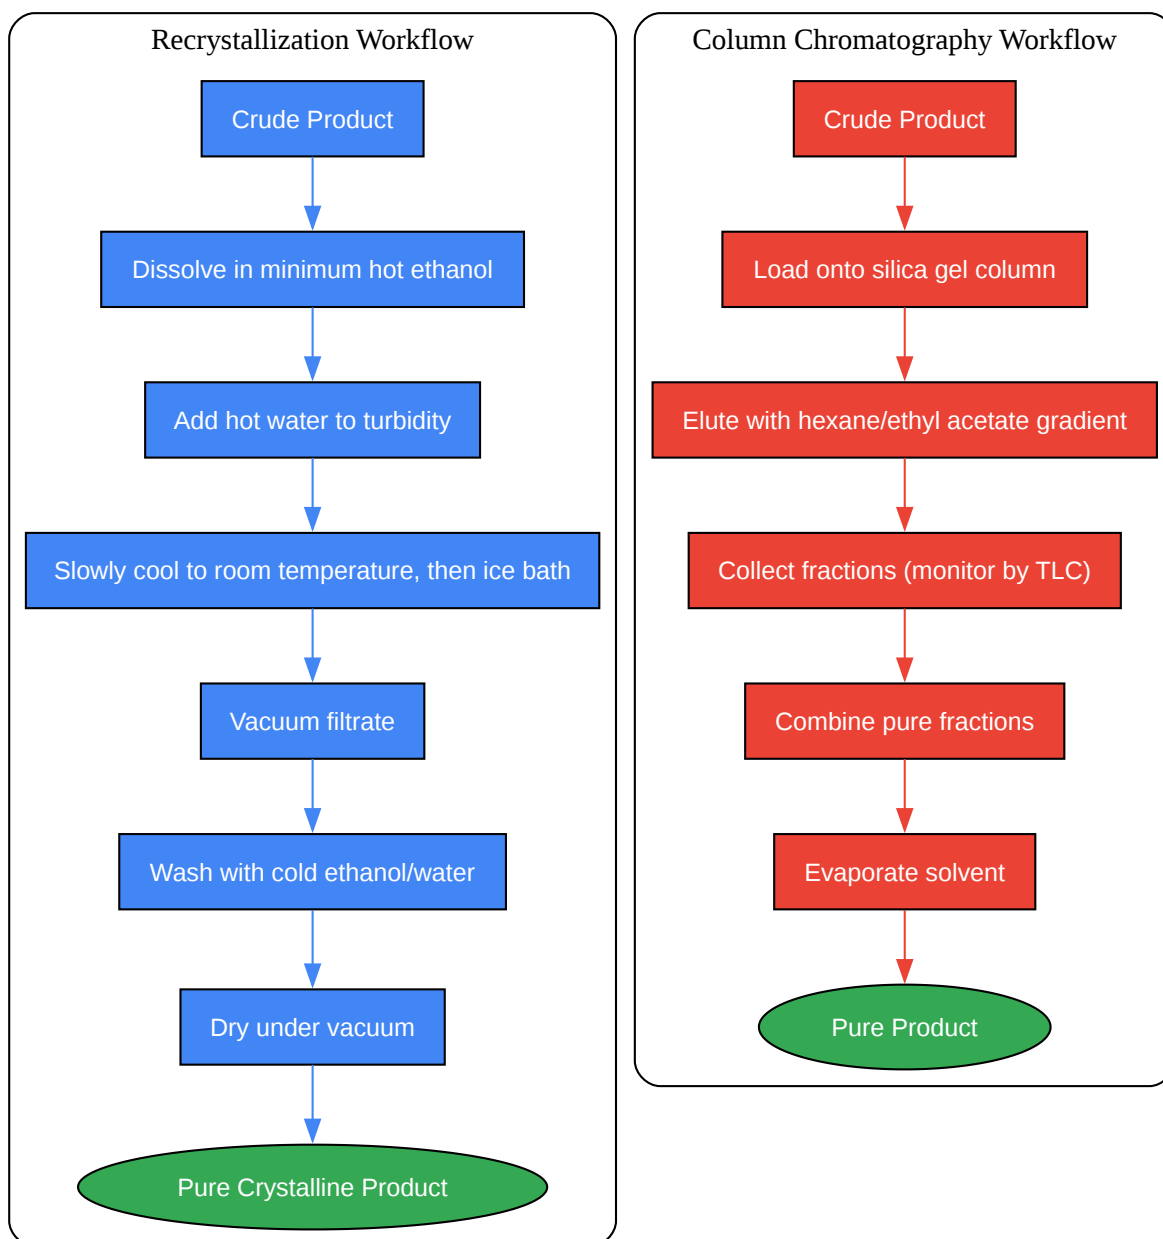 Recrystallization Workflow
Crude Product
Dissolve in minimum hot ethanol
Add hot water to turbidity
Slowly cool to room temperature, then ice bath
Vacuum filtrate
Wash with cold ethanol/water
Dry under vacuum
Pure Crystalline Product
Column Chromatography Workflow
Crude Product
Load onto silica gel column
Elute with hexane/ethyl acetate gradient
Collect fractions (monitor by TLC)
Combine pure fractions
Evaporate solvent
Pure Product